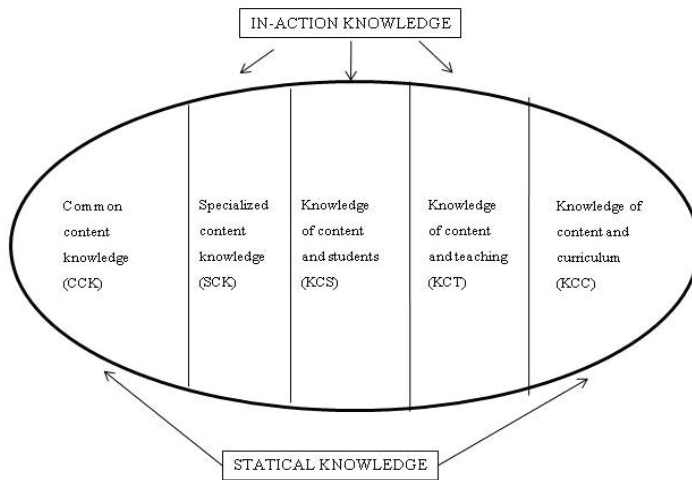 IN-ACTION KNOWLEDGE
Common
content
knowledge
(CCK)
Specialized
content
knowledge
(SCK)
Knowledge
of content
and students
(KCS)
Knowledge
of content
and teaching
(KCT)
Knowledge of
content and
curriculum
(KCC)
STATICAL KNOWLEDGE